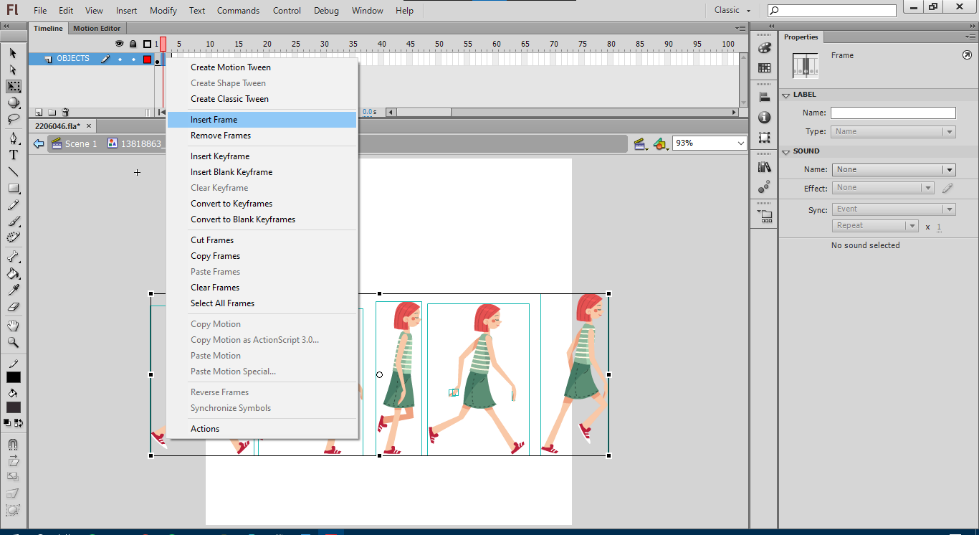 Fl File Edit View Insert Modify Text Commands Control Debug Window Help Classic
Timeline Motion Editor
1 5 10 15 20 25 30 35 40 45 50 55 60 65 70 75 80 85 90 95 100
OBJECTS
0.0s
2206046.fla* ×
Scene 1 13818863_
93%
Create Motion Tween
Create Shape Tween
Create Classic Tween
Insert Frame
Remove Frames
Insert Keyframe
Insert Blank Keyframe
Clear Keyframe
Convert to Keyframes
Convert to Blank Keyframes
Cut Frames
Copy Frames
Paste Frames
Clear Frames
Select All Frames
Copy Motion
Copy Motion as ActionScript 3.0...
Paste Motion
Paste Motion Special...
Reverse Frames
Synchronize Symbols
Actions
Properties
Frame
LABEL
Name:
Type: Name
SOUND
Name: None
Effect: None
Sync: Event
Repeat x 1
No sound selected